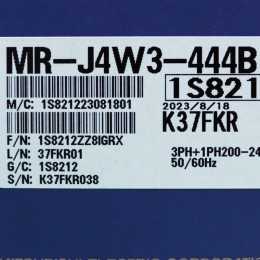 MR-J4W3-444B
1S821
M/C: 1S821223081801
2023/8/18
K37FKR
F/N: 1S8212ZZ8IGRX
L/N: 37FKR01
G/C: 1S8212
S/N: K37FKR038
3PH+1PH200-24
50/60Hz